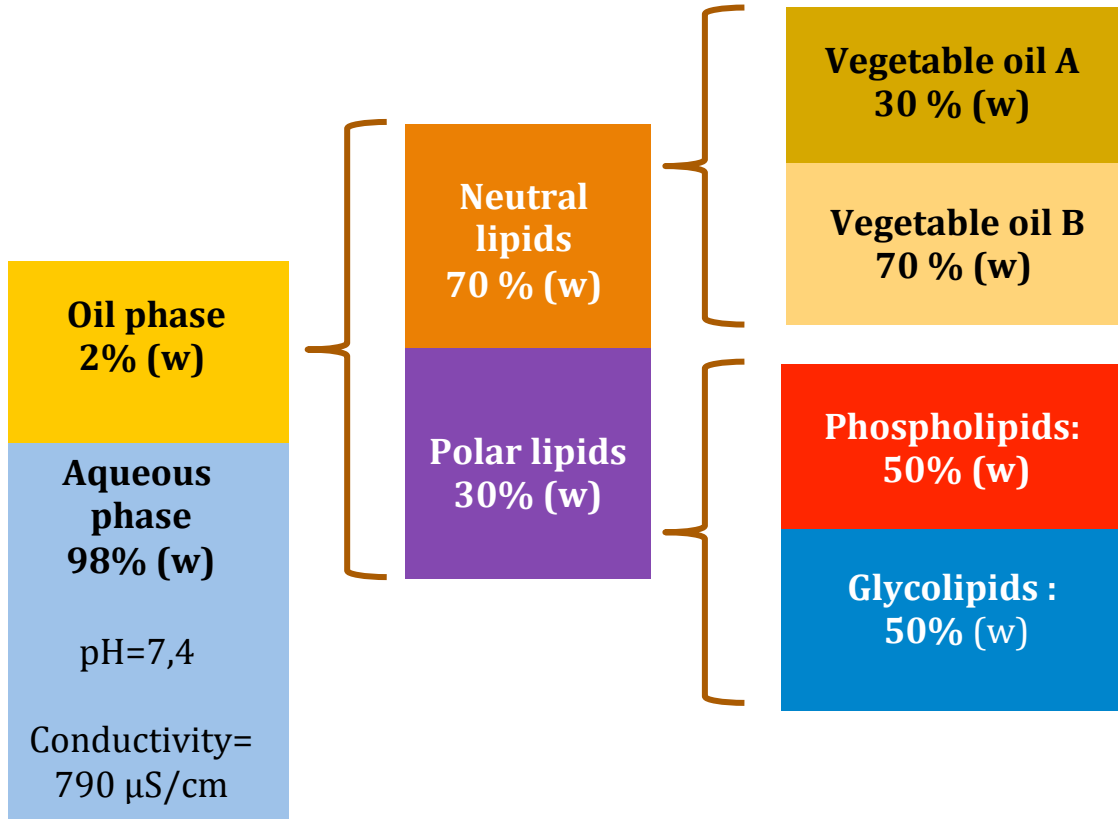 Oil phase
2% (w)
Aqueous
phase
98% (w)
pH=7,4
Conductivity=
790 µS/cm
Neutral
lipids
70 % (w)
Polar lipids
30% (w)
Vegetable oil A
30 % (w)
Vegetable oil B
70 % (w)
Phospholipids:
50% (w)
Glycolipids :
50% (w)